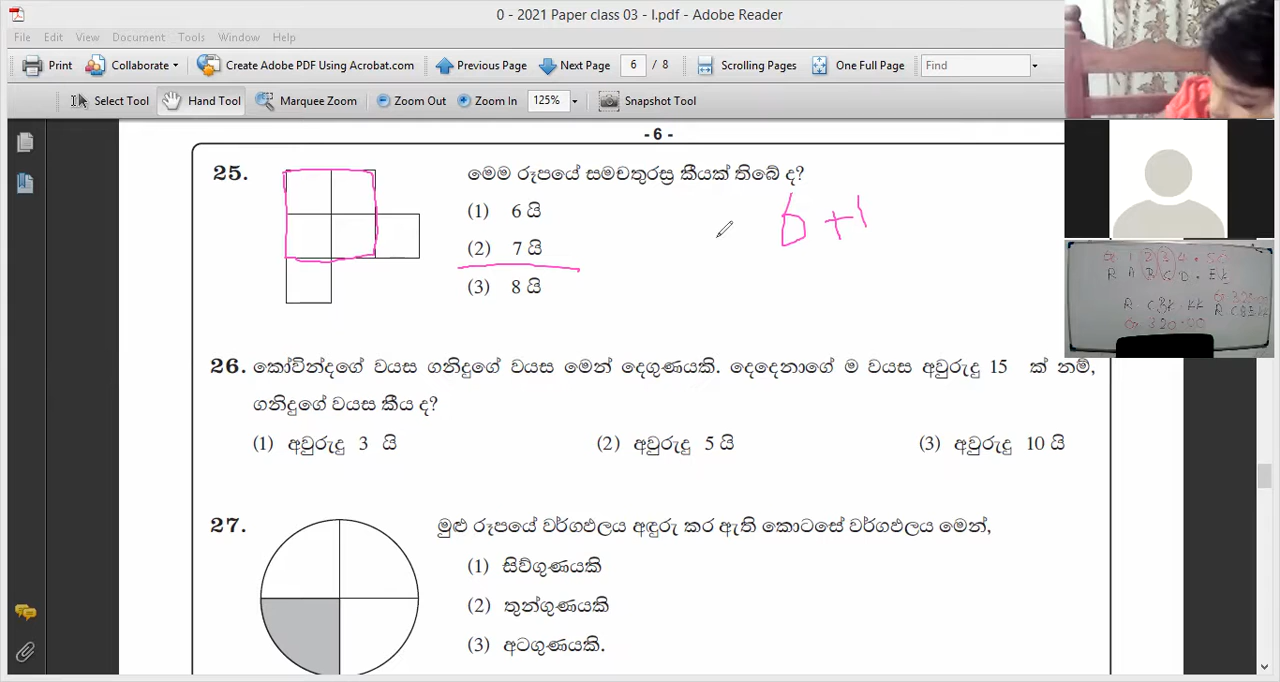 0 - 2021 Paper class 03 - I.pdf - Adobe Reader
File Edit View Document Tools Window Help
Print Collaborate Create Adobe PDF Using Acrobat.com Previous Page Next Page 6 / 8 Scrolling Pages One Full Page Find
Select Tool Hand Tool Marquee Zoom Zoom Out Zoom In 125% Snapshot Tool
- 6 -
25. මෙම රූපයේ සමචතුරස්‍ර කීයක් තිබේ ද?
(1) 6 යි
6 +1
(2) 7 යි
(3) 8 යි
26. කෝවින්දගේ වයස ගනිදුගේ වයස මෙන් දෙගුණයකි. දෙදෙනාගේ ම වයස අවුරුදු 15 ක් නම්,
ගනිදුගේ වයස කීය ද?
(1) අවුරුදු 3 යි (2) අවුරුදු 5 යි (3) අවුරුදු 10 යි
27. මුළු රූපයේ වර්ගඵලය අඳුරු කර ඇති කොටසේ වර්ගඵලය මෙන්,
(1) සිව්ගුණයකි
(2) තුන්ගුණයකි
(3) අටගුණයකි.